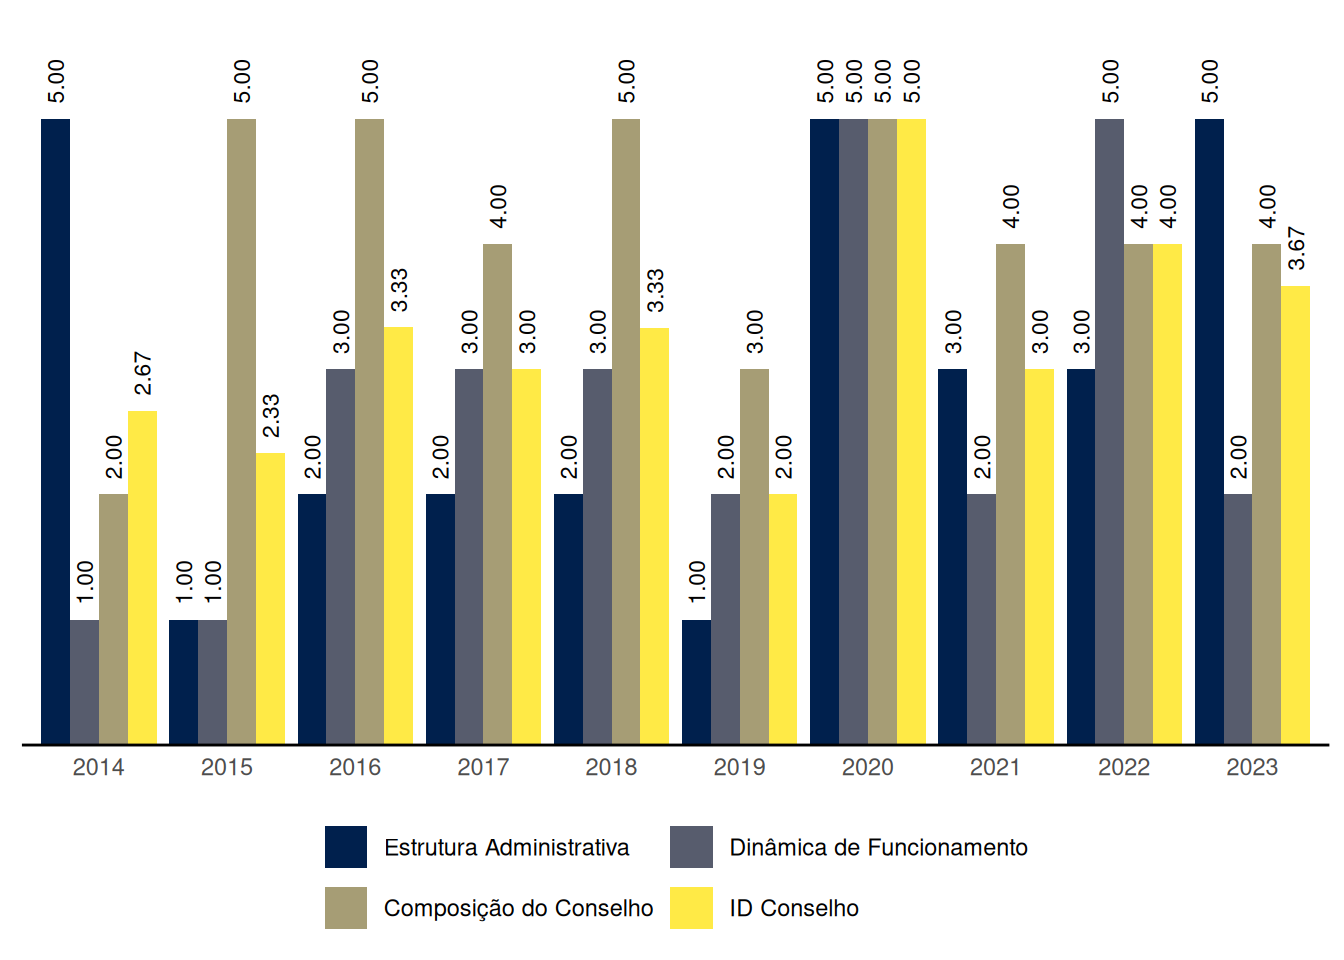 5.00 1.00 2.00 2.67 1.00 1.00 5.00 2.33 2.00 3.00 5.00 3.33 2.00 3.00 4.00 3.00 2.00 3.00 5.00 3.33 1.00 2.00 3.00 2.00 5.00 5.00 5.00 5.00 3.00 2.00 4.00 3.00 3.00 5.00 4.00 4.00 5.00 2.00 4.00 3.67
2014 2015 2016 2017 2018 2019 2020 2021 2022 2023
Estrutura Administrativa Dinâmica de Funcionamento
Composição do Conselho ID Conselho